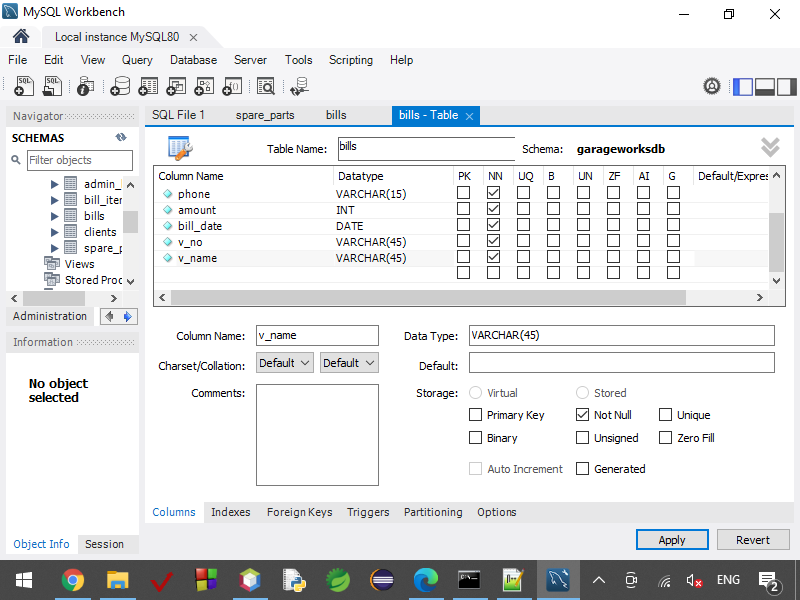 MySQL Workbench
Local instance MySQL80
File Edit View Query Database Server Tools Scripting Help
Navigator
SCHEMAS
Filter objects
admin_
bill_iter
bills
clients
spare_p
Views
Stored Proc
Administration
Information
No object
selected
Object Info Session
SQL File 1 spare_parts bills bills - Table
Table Name: bills Schema: garageworksdb
Column Name Datatype PK NN UQ B UN ZF AI G Default/Expres
phone VARCHAR(15)
amount INT
bill_date DATE
v_no VARCHAR(45)
v_name VARCHAR(45)
Column Name: v_name Data Type: VARCHAR(45)
Charset/Collation: Default Default Default:
Comments: Storage: Virtual Stored
Primary Key Not Null Unique
Binary Unsigned Zero Fill
Auto Increment Generated
Columns Indexes Foreign Keys Triggers Partitioning Options
Apply Revert
ENG 2